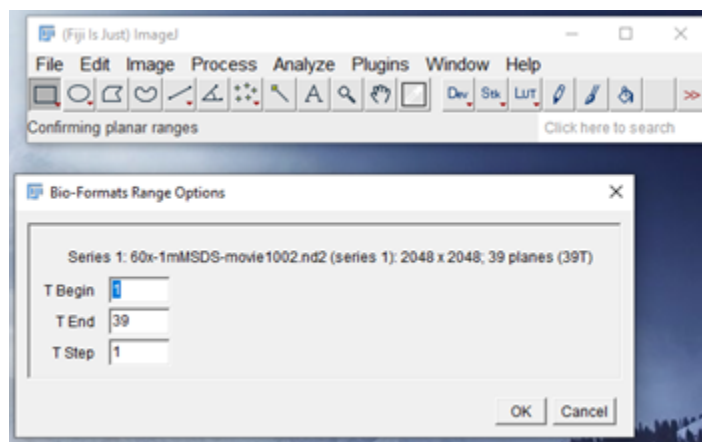 (Fiji Is Just) ImageJ
File Edit Image Process Analyze Plugins Window Help
A Dev Stk LUT >>
Confirming planar ranges
Click here to search
Bio-Formats Range Options
Series 1: 60x-1mMSDS-movie1002.nd2 (series 1): 2048 x 2048; 39 planes (39T)
T Begin 1
T End 39
T Step 1
OK Cancel